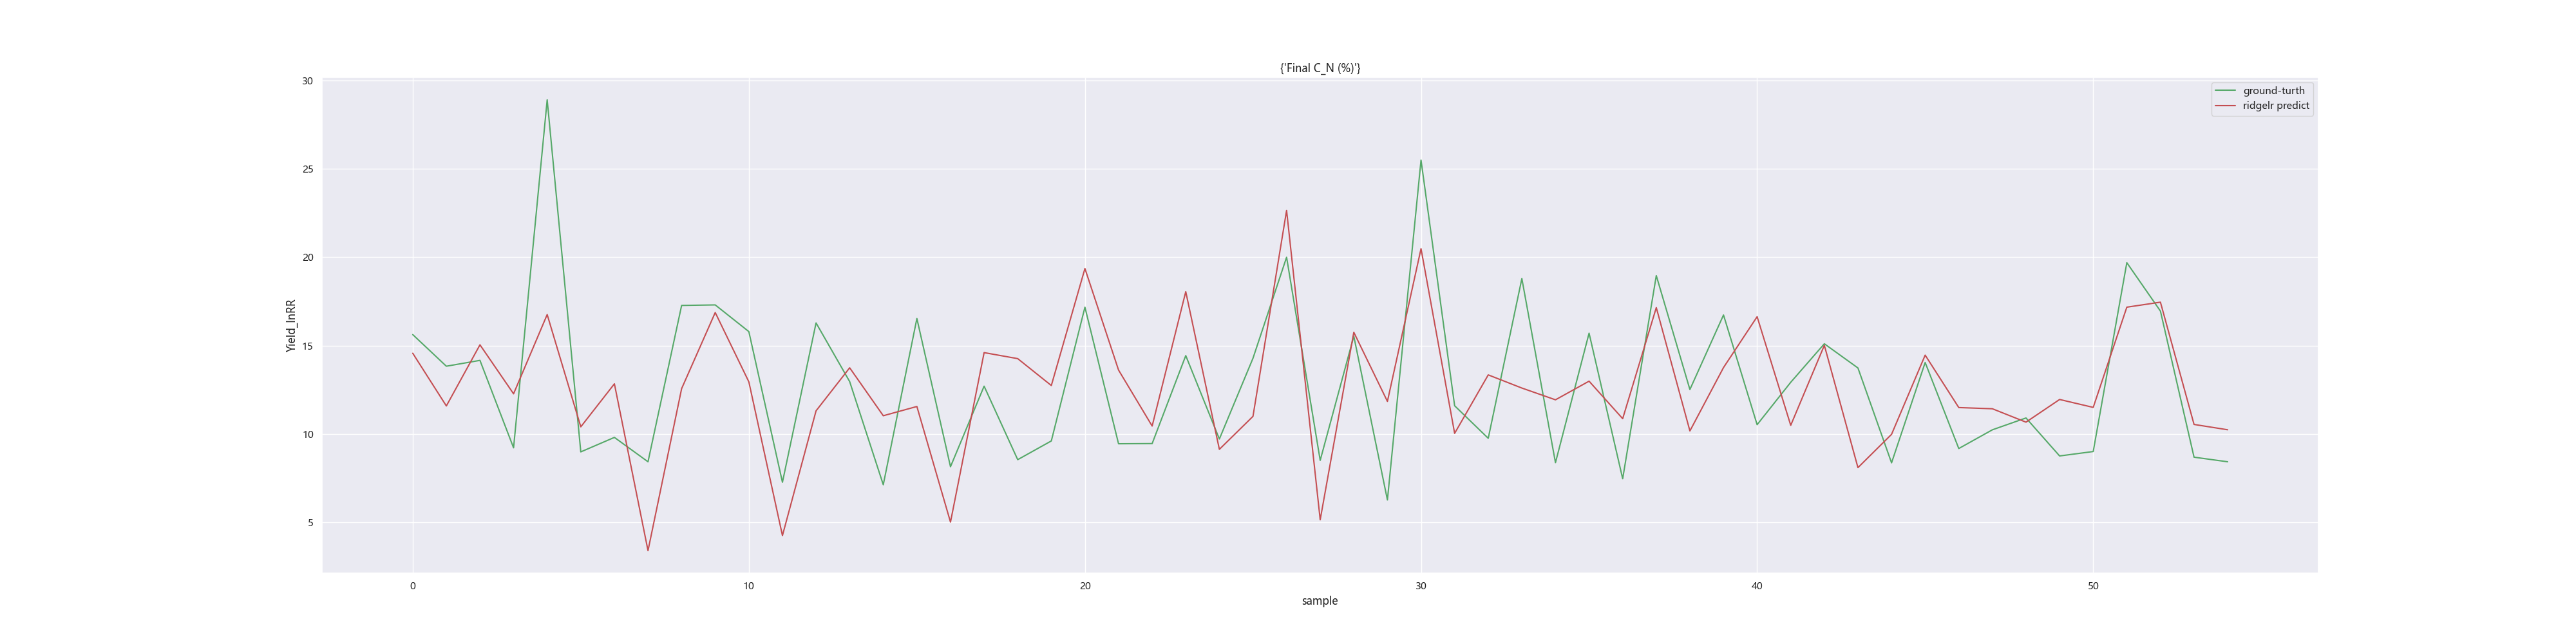 {'Final C_N (%)'}
30
25
20
15
10
5
Yield_lnRR
0 10 20 30 40 50
sample
ground-turth
ridgelr predict